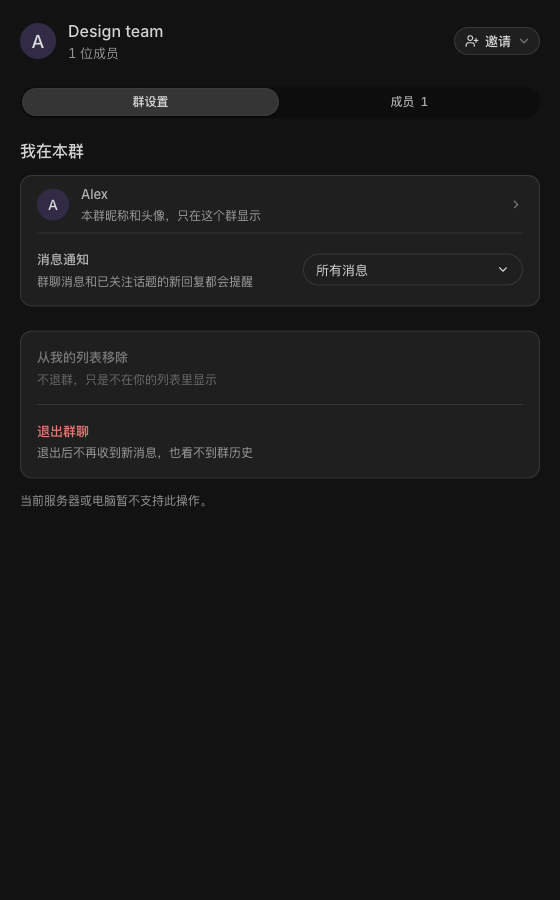 A
Design team
1 位成员
邀请
群设置
成员 1
我在本群
A
Alex
本群昵称和头像，只在这个群显示
消息通知
群聊消息和已关注话题的新回复都会提醒
所有消息
从我的列表移除
不退群，只是不在你的列表里显示
退出群聊
退出后不再收到新消息，也看不到群历史
当前服务器或电脑暂不支持此操作。